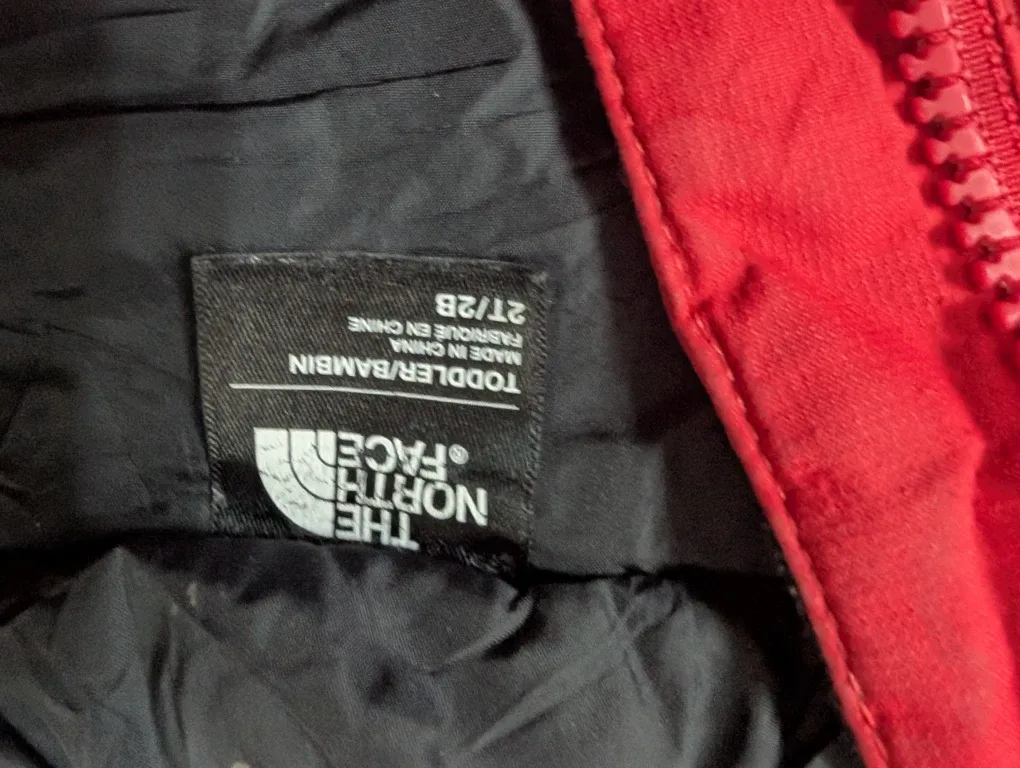 THE
NORTH
FACE®
TODDLER/BAMBIN
MADE IN CHINA
FABRIQUÉ EN CHINE
2T/2B